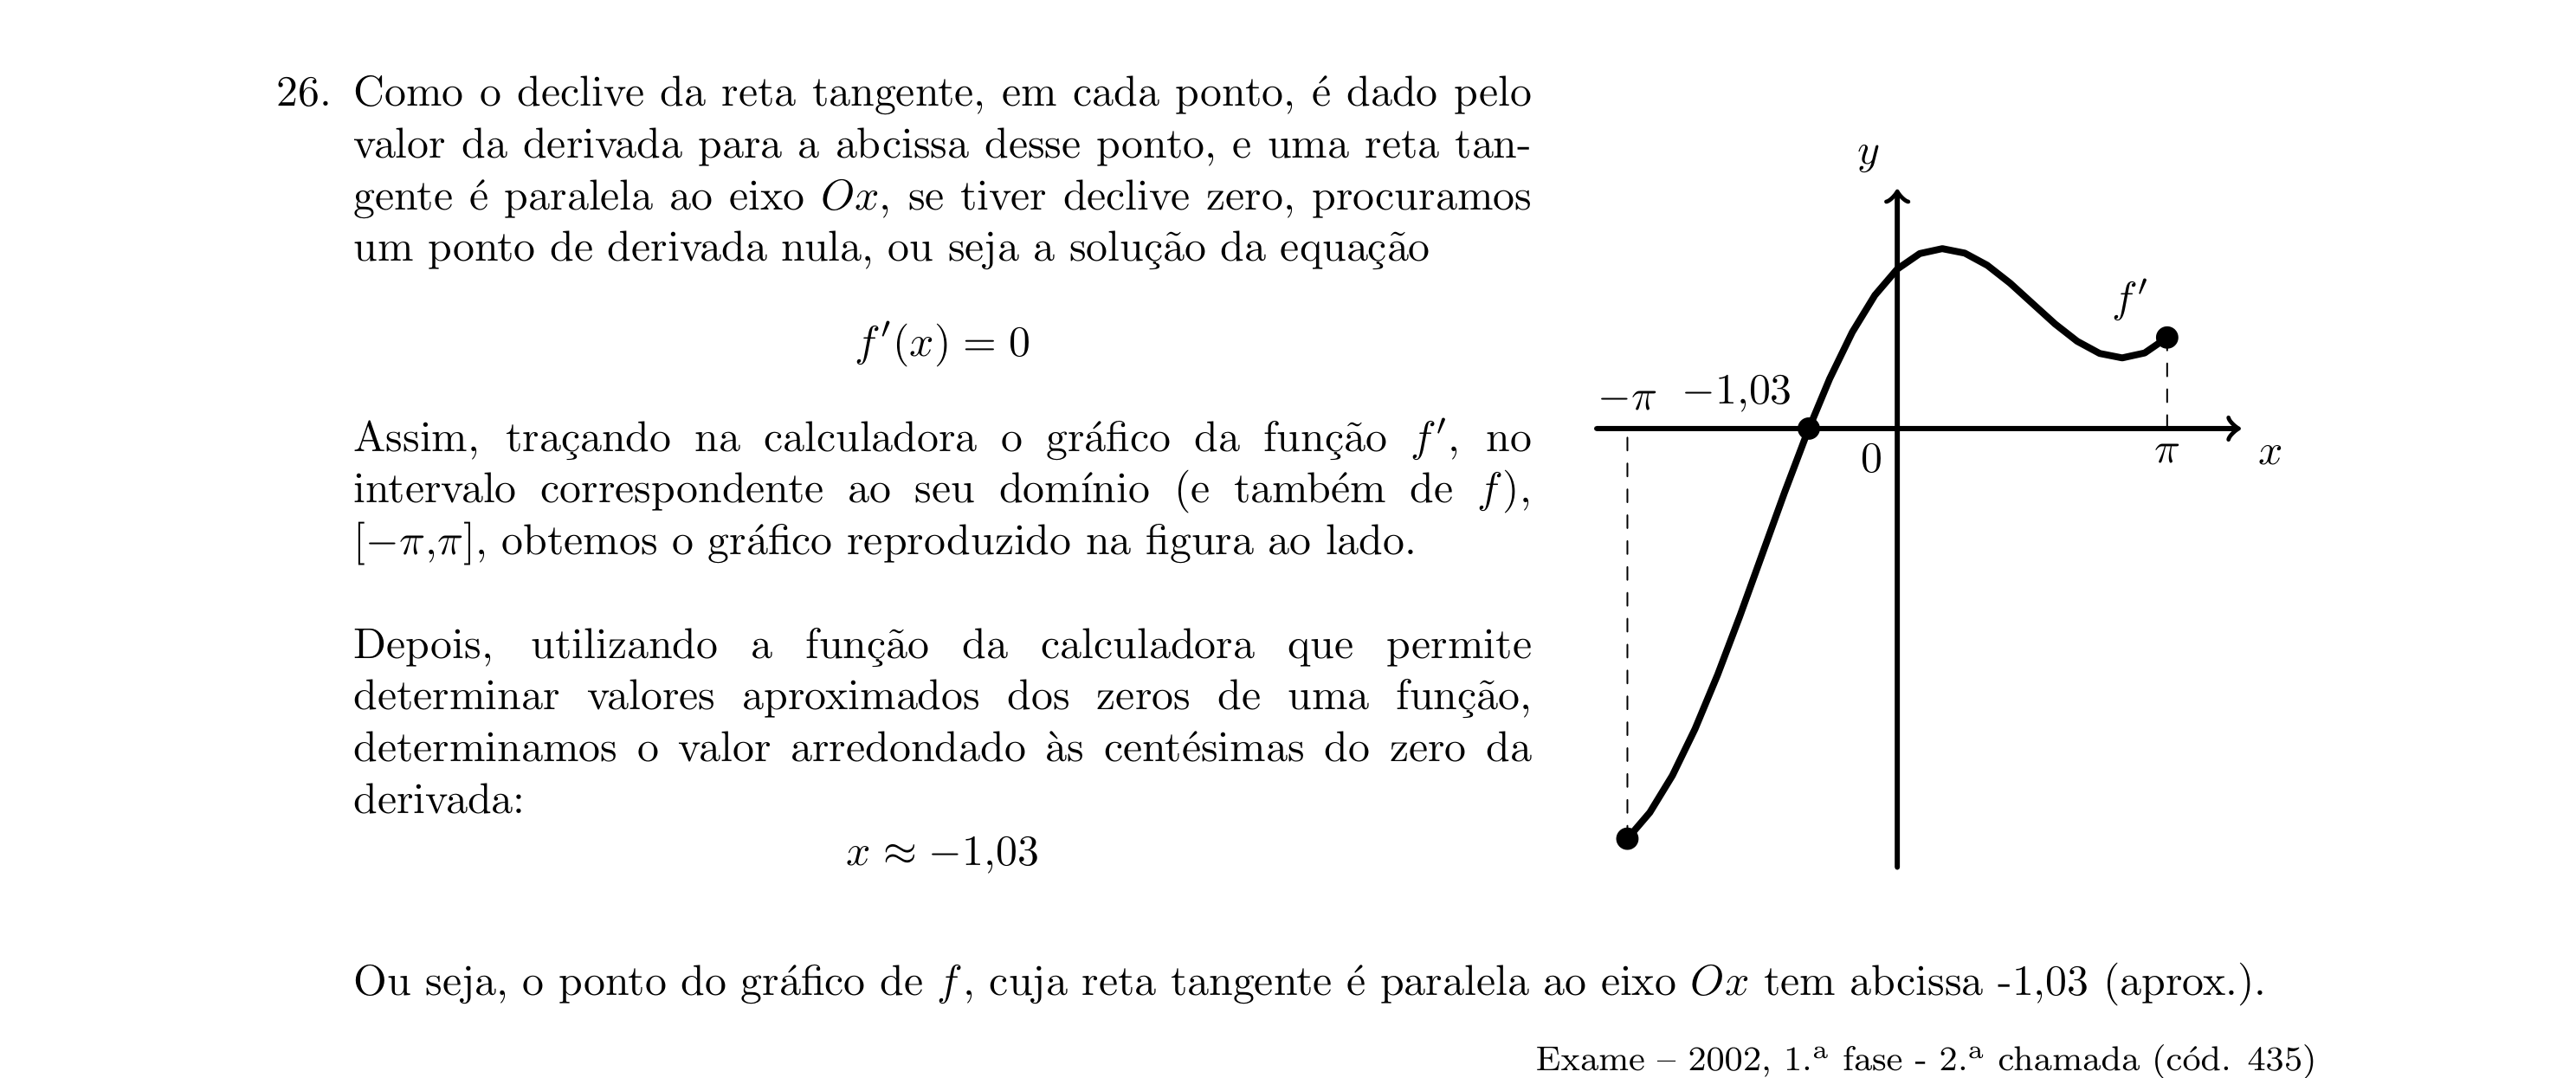 26. Como o declive da reta tangente, em cada ponto, é dado pelo
valor da derivada para a abcissa desse ponto, e uma reta tan-
gente é paralela ao eixo Ox, se tiver declive zero, procuramos
um ponto de derivada nula, ou seja a solução da equação
f′(x) = 0
Assim, traçando na calculadora o gráfico da função f′, no
intervalo correspondente ao seu domínio (e também de f),
[−π,π], obtemos o gráfico reproduzido na figura ao lado.
Depois, utilizando a função da calculadora que permite
determinar valores aproximados dos zeros de uma função,
determinamos o valor arredondado às centésimas do zero da
derivada:
x ≈ −1,03
y
f′
−π −1,03
0
π
x
Ou seja, o ponto do gráfico de f, cuja reta tangente é paralela ao eixo Ox tem abcissa -1,03 (aprox.).
Exame – 2002, 1.ª fase - 2.ª chamada (cód. 435)